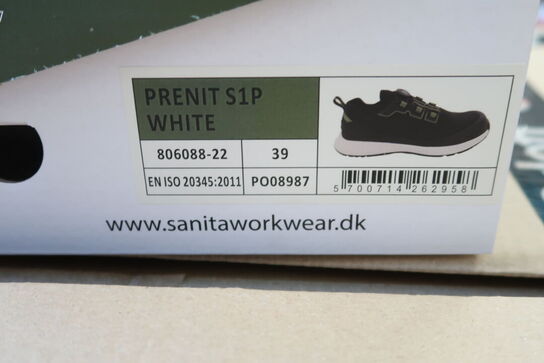 PRENIT S1P
WHITE
806088-22 39
EN ISO 20345:2011 PO08987
5 700714 262958
www.sanitaworkwear.dk